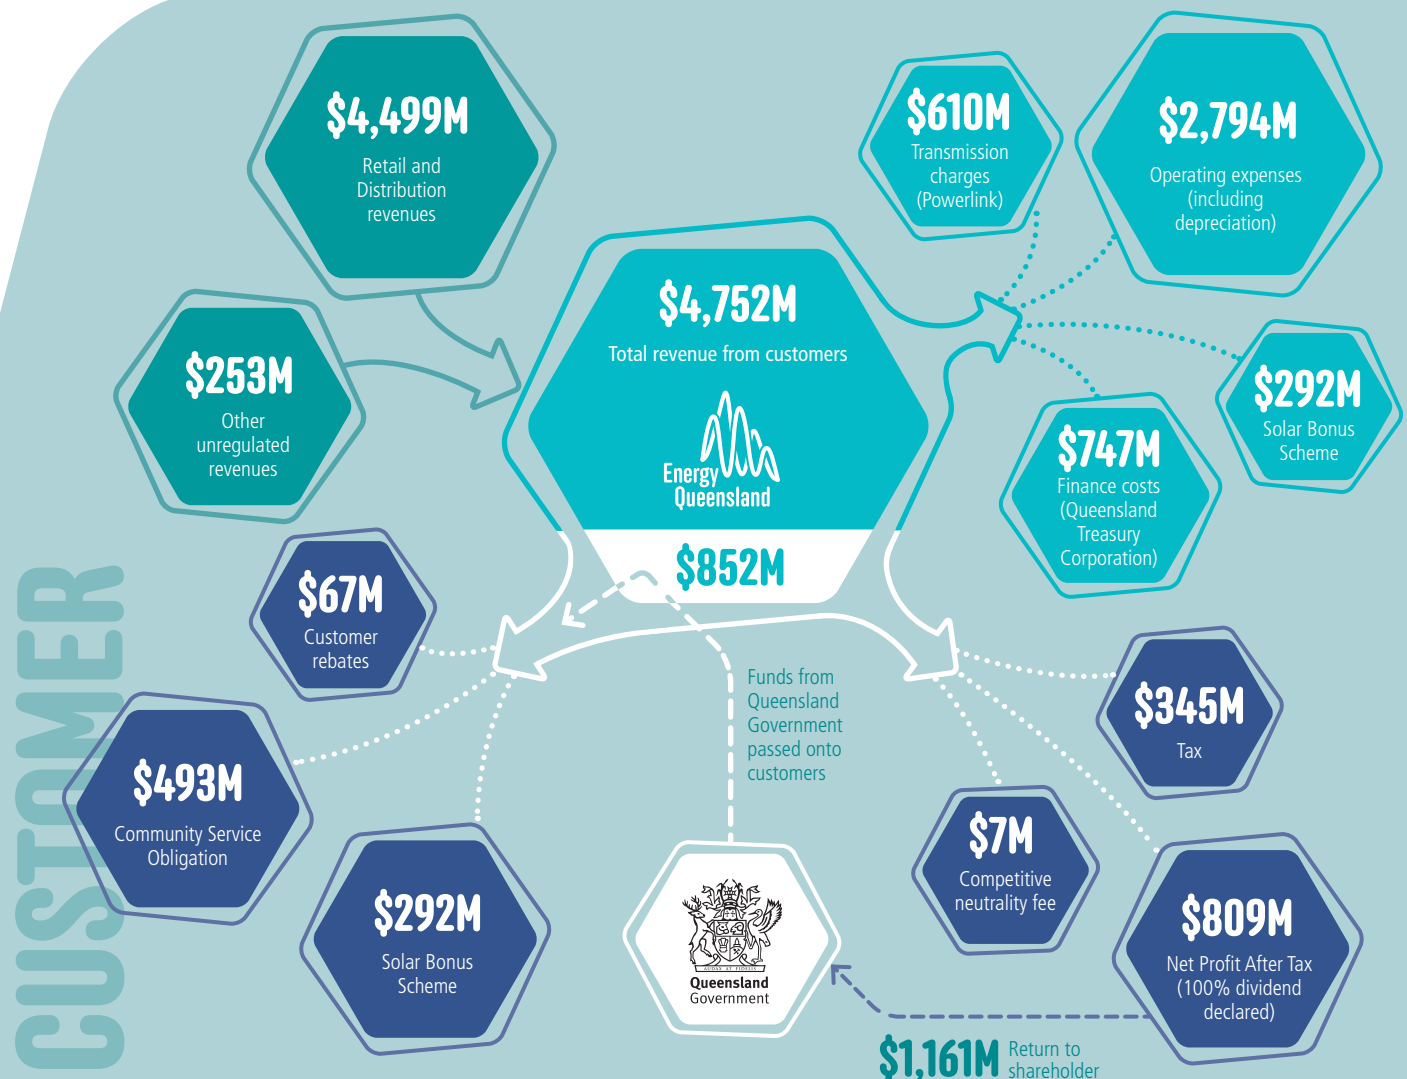 $4,499M
Retail and
Distribution
revenues
$610M
Transmission
charges
(Powerlink)
$2,794M
Operating expenses
(including
depreciation)
$253M
Other
unregulated
revenues
$4,752M
Total revenue from customers
Energy
Queensland
$852M
$292M
Solar Bonus
Scheme
$747M
Finance costs
(Queensland
Treasury
Corporation)
CUSTOMER
$67M
Customer
rebates
$493M
Community Service
Obligation
$292M
Solar Bonus
Scheme
Funds from
Queensland
Government
passed onto
customers
AUDAX AT FIDELIS
Queensland
Government
$345M
Tax
$7M
Competitive
neutrality fee
$809M
Net Profit After Tax
(100% dividend
declared)
$1,161M
Return to
shareholder